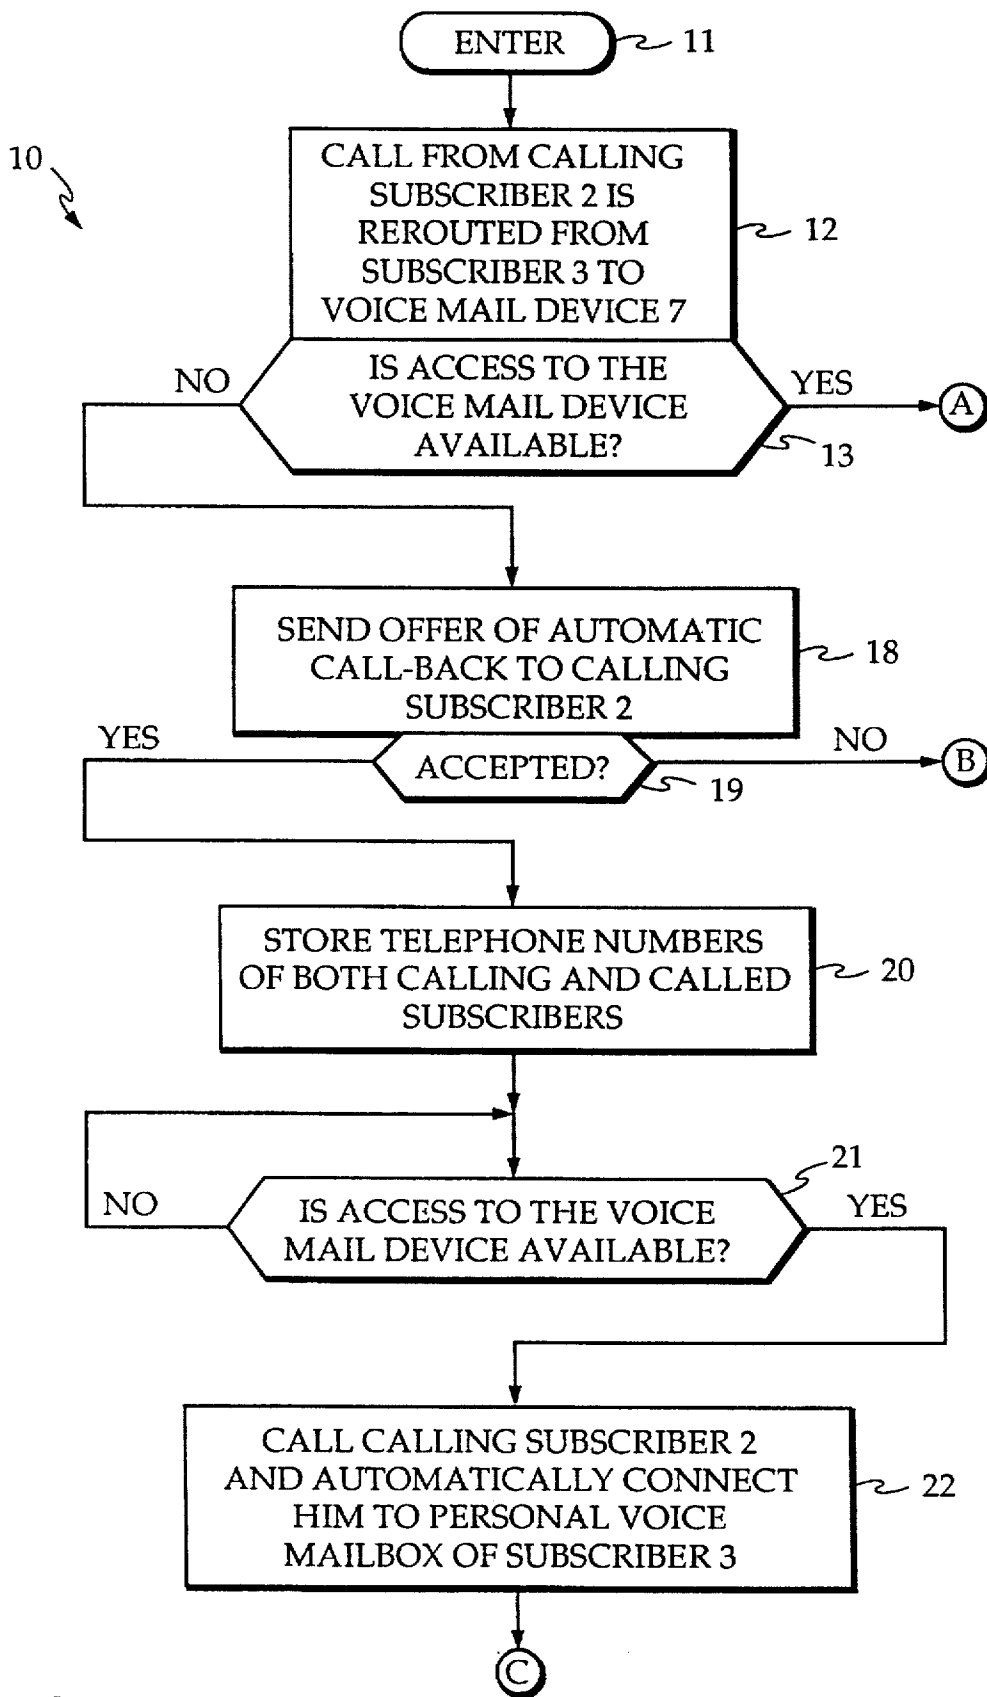 ENTER
11
10
CALL FROM CALLING
SUBSCRIBER 2 IS
REROUTED FROM
SUBSCRIBER 3 TO
VOICE MAIL DEVICE 7
12
NO
IS ACCESS TO THE
VOICE MAIL DEVICE
AVAILABLE?
YES
A
13
SEND OFFER OF AUTOMATIC
CALL-BACK TO CALLING
SUBSCRIBER 2
18
YES
ACCEPTED?
NO
B
19
STORE TELEPHONE NUMBERS
OF BOTH CALLING AND CALLED
SUBSCRIBERS
20
21
NO
IS ACCESS TO THE VOICE
MAIL DEVICE AVAILABLE?
YES
CALL CALLING SUBSCRIBER 2
AND AUTOMATICALLY CONNECT
HIM TO PERSONAL VOICE
MAILBOX OF SUBSCRIBER 3
22
C